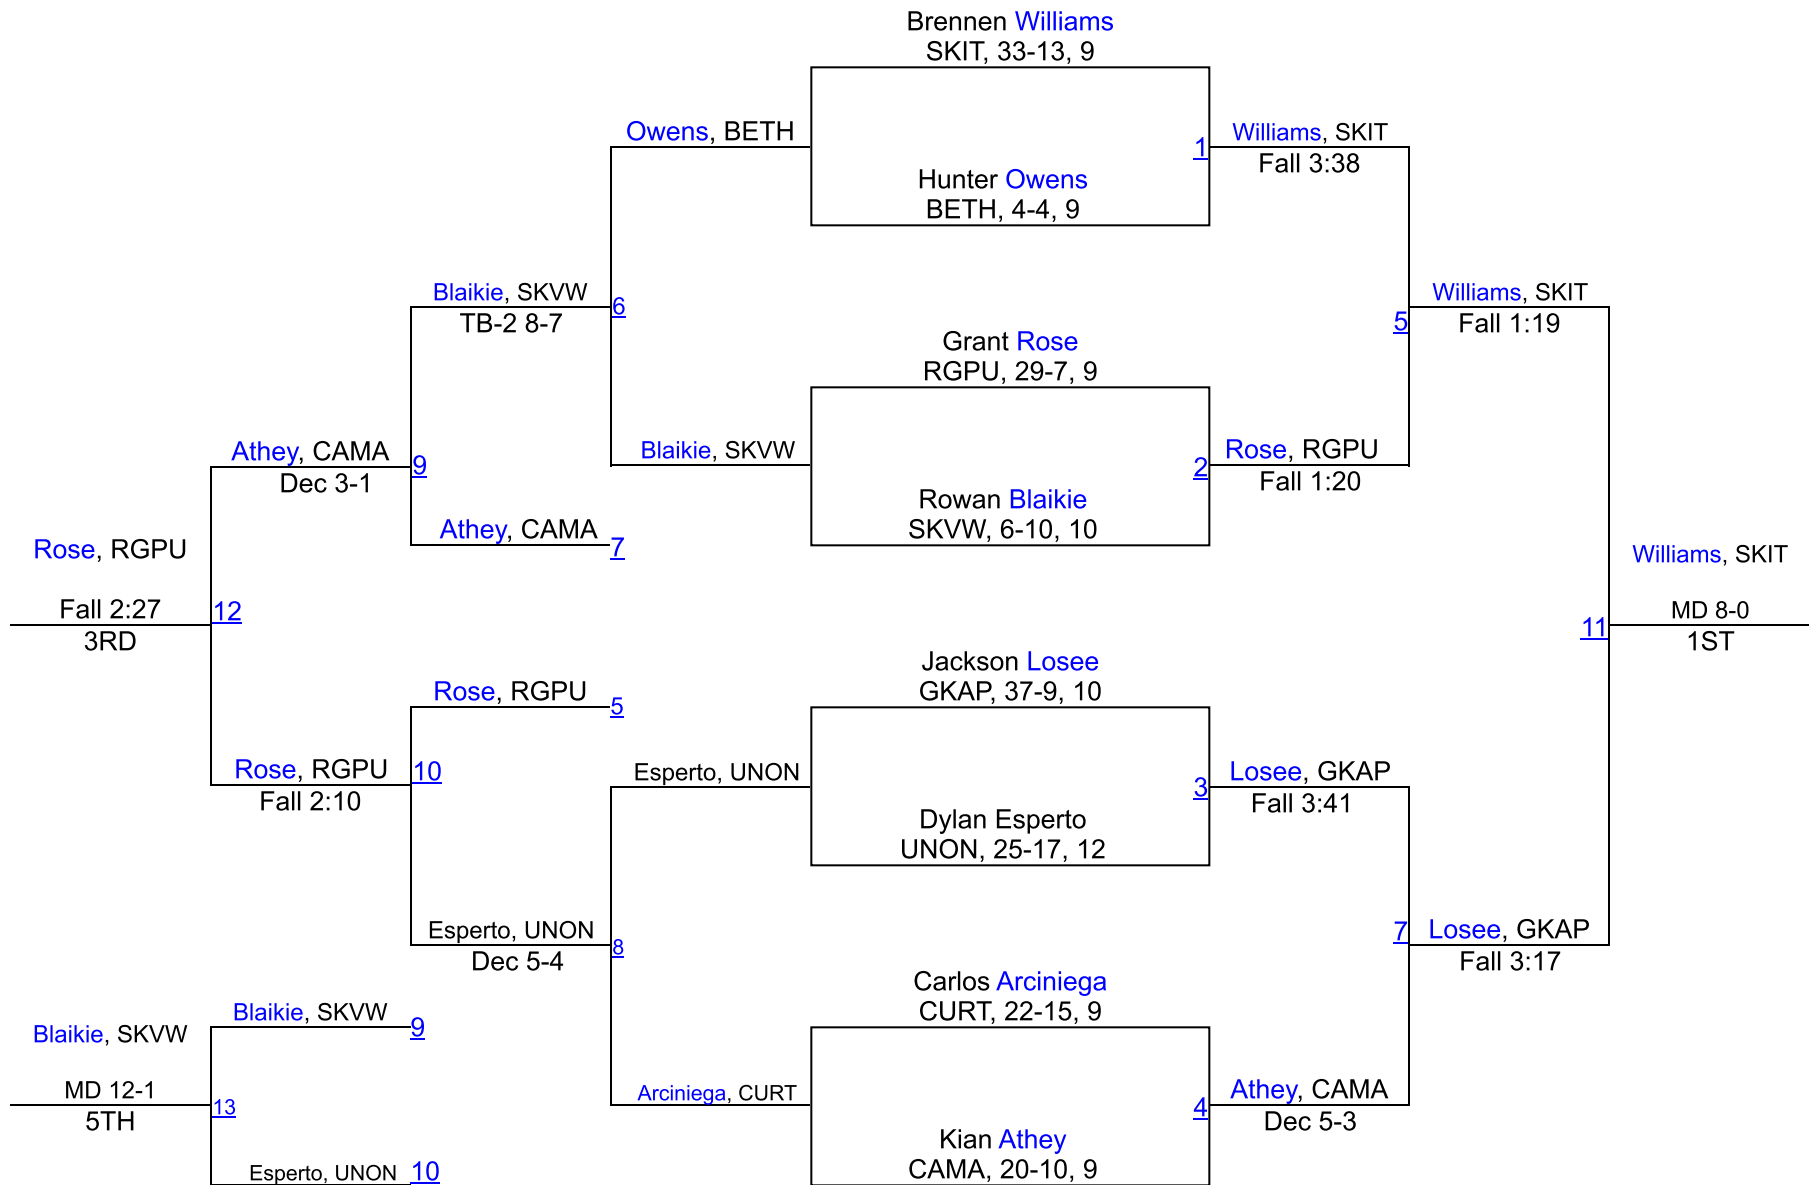 Brennen Williams
SKIT, 33-13, 9
Owens, BETH
1
Williams, SKIT
Fall 3:38
Hunter Owens
BETH, 4-4, 9
Blaikie, SKVW
TB-2 8-7
6
Williams, SKIT
Fall 1:19
5
Grant Rose
RGPU, 29-7, 9
Athey, CAMA
Dec 3-1
9
Blaikie, SKVW
2
Rose, RGPU
Fall 1:20
Rowan Blaikie
SKVW, 6-10, 10
Athey, CAMA
7
Rose, RGPU
Fall 2:27
3RD
12
Williams, SKIT
MD 8-0
1ST
11
Jackson Losee
GKAP, 37-9, 10
Rose, RGPU
5
Rose, RGPU
Fall 2:10
10
Esperto, UNON
3
Losee, GKAP
Fall 3:41
Dylan Esperto
UNON, 25-17, 12
Esperto, UNON
Dec 5-4
8
7
Losee, GKAP
Fall 3:17
Carlos Arciniega
CURT, 22-15, 9
Blaikie, SKVW
9
Blaikie, SKVW
MD 12-1
5TH
13
Arciniega, CURT
4
Athey, CAMA
Dec 5-3
Kian Athey
CAMA, 20-10, 9
Esperto, UNON
10